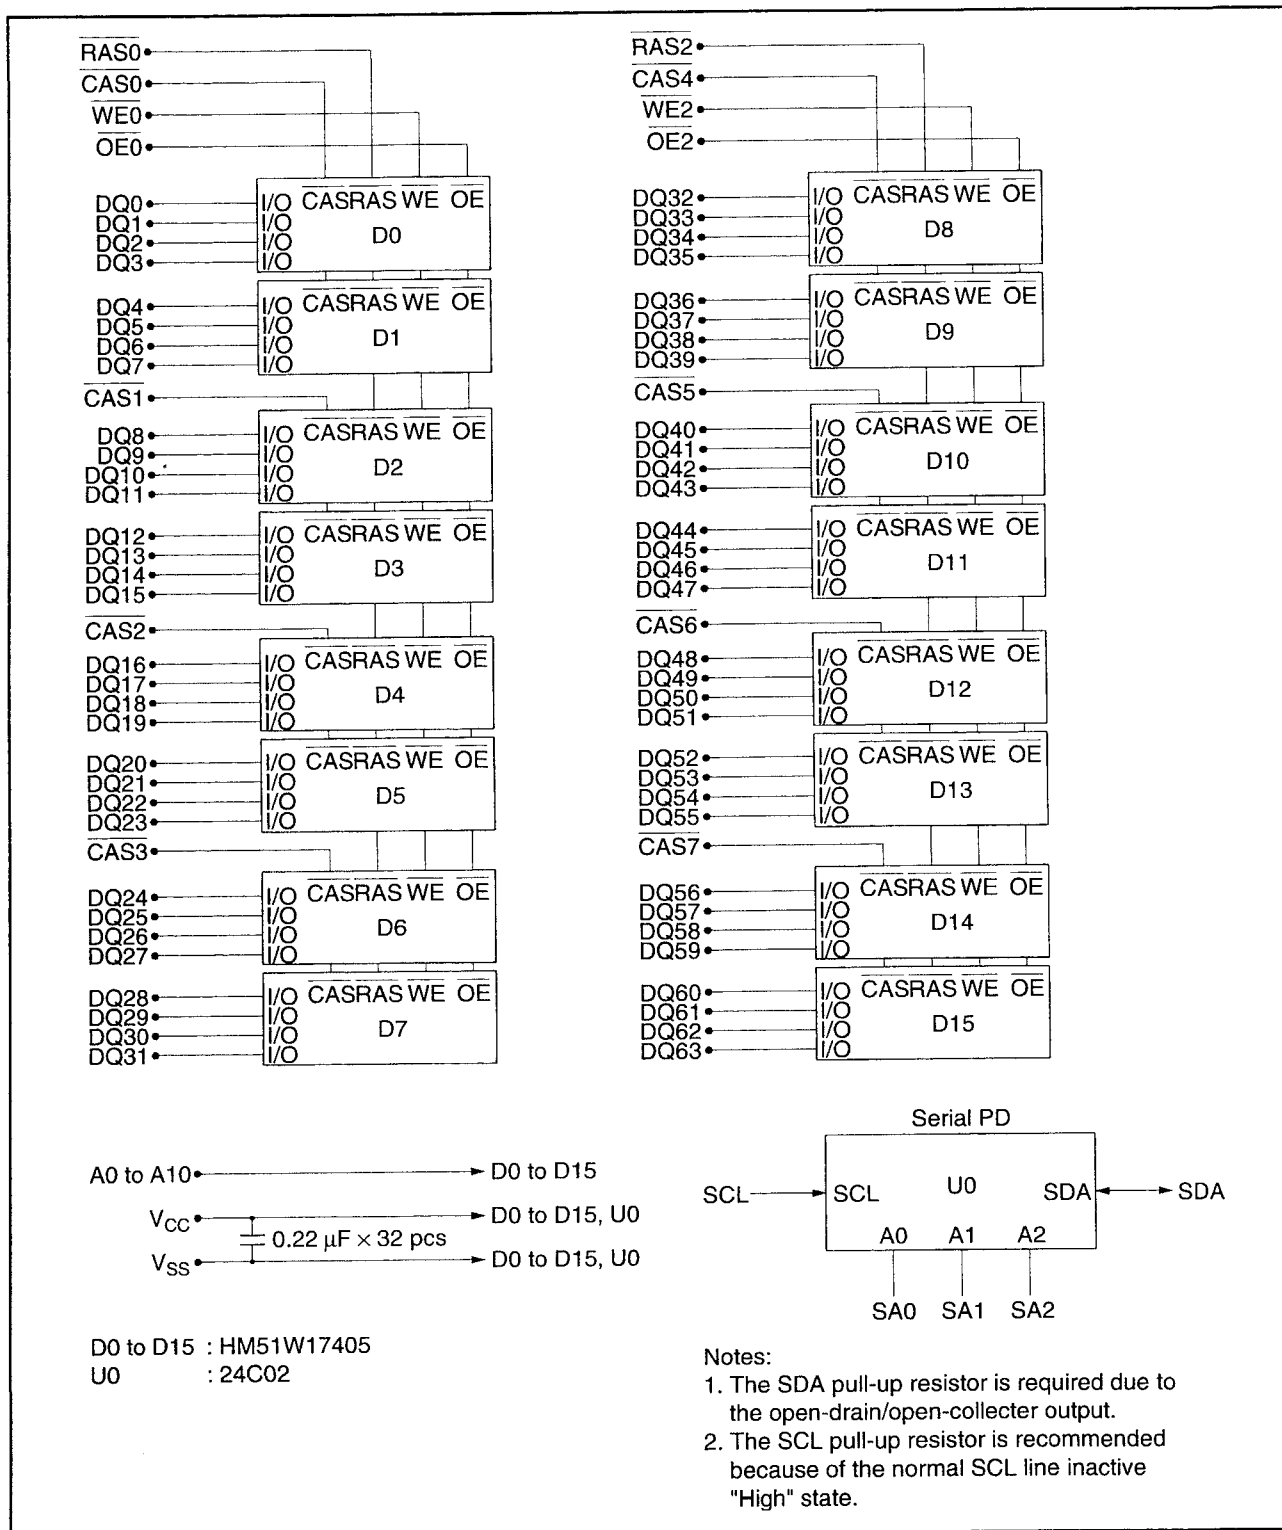 RAS0
CAS0
WE0
OE0
DQ0 I/O CAS RAS WE OE
DQ1 I/O
DQ2 I/O D0
DQ3 I/O
DQ4 I/O CAS RAS WE OE
DQ5 I/O
DQ6 I/O D1
DQ7 I/O
CAS1
DQ8 I/O CAS RAS WE OE
DQ9 I/O
DQ10 I/O D2
DQ11 I/O
DQ12 I/O CAS RAS WE OE
DQ13 I/O
DQ14 I/O D3
DQ15 I/O
CAS2
DQ16 I/O CAS RAS WE OE
DQ17 I/O
DQ18 I/O D4
DQ19 I/O
DQ20 I/O CAS RAS WE OE
DQ21 I/O
DQ22 I/O D5
DQ23 I/O
CAS3
DQ24 I/O CAS RAS WE OE
DQ25 I/O
DQ26 I/O D6
DQ27 I/O
DQ28 I/O CAS RAS WE OE
DQ29 I/O
DQ30 I/O D7
DQ31 I/O
RAS2
CAS4
WE2
OE2
DQ32 I/O CAS RAS WE OE
DQ33 I/O
DQ34 I/O D8
DQ35 I/O
DQ36 I/O CAS RAS WE OE
DQ37 I/O
DQ38 I/O D9
DQ39 I/O
CAS5
DQ40 I/O CAS RAS WE OE
DQ41 I/O
DQ42 I/O D10
DQ43 I/O
DQ44 I/O CAS RAS WE OE
DQ45 I/O
DQ46 I/O D11
DQ47 I/O
CAS6
DQ48 I/O CAS RAS WE OE
DQ49 I/O
DQ50 I/O D12
DQ51 I/O
DQ52 I/O CAS RAS WE OE
DQ53 I/O
DQ54 I/O D13
DQ55 I/O
CAS7
DQ56 I/O CAS RAS WE OE
DQ57 I/O
DQ58 I/O D14
DQ59 I/O
DQ60 I/O CAS RAS WE OE
DQ61 I/O
DQ62 I/O D15
DQ63 I/O
A0 to A10 D0 to D15
VCC D0 to D15, U0
0.22 µF × 32 pcs
VSS D0 to D15, U0
D0 to D15 : HM51W17405
U0 : 24C02
Serial PD
SCL SCL U0 SDA SDA
A0 A1 A2
SA0 SA1 SA2
Notes:
1. The SDA pull-up resistor is required due to
the open-drain/open-collecter output.
2. The SCL pull-up resistor is recommended
because of the normal SCL line inactive
"High" state.